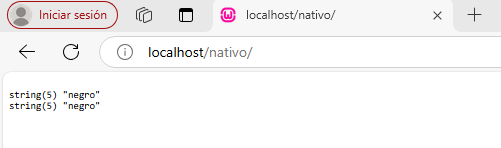 Iniciar sesión
localhost/nativo/
localhost/nativo/
string(5) "negro"
string(5) "negro"